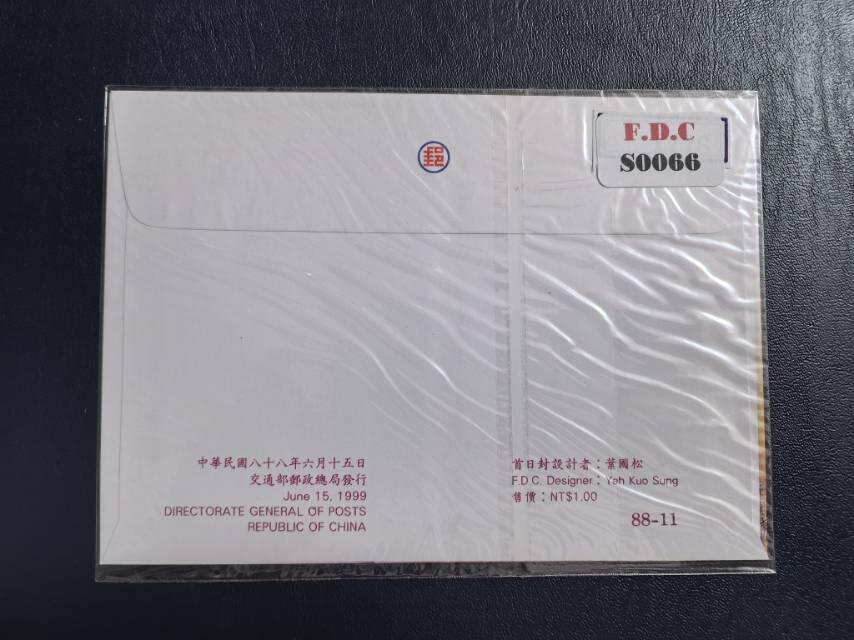 郵
F.D.C
S0066
中華民國八十八年六月十五日
交通部郵政總局發行
June 15, 1999
DIRECTORATE GENERAL OF POSTS
REPUBLIC OF CHINA
首日封設計者：葉國松
F.D.C. Designer : Yeh Kuo Sung
售價：NT$1.00
88-11